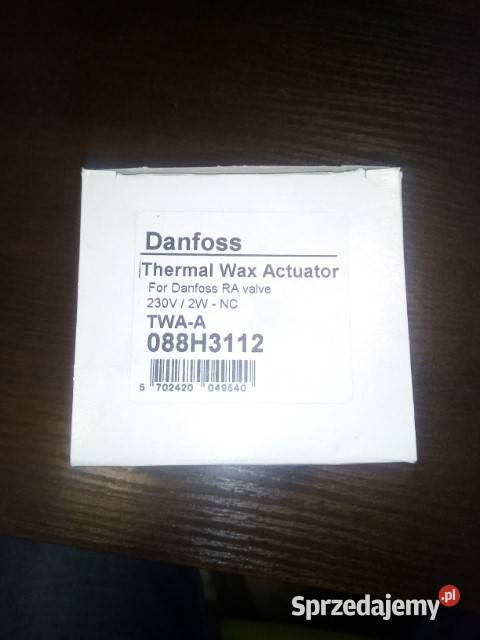 Danfoss
Thermal Wax Actuator
For Danfoss RA valve
230V / 2W - NC
TWA-A
088H3112
5 702420 049540
Sprzedajemy.pl